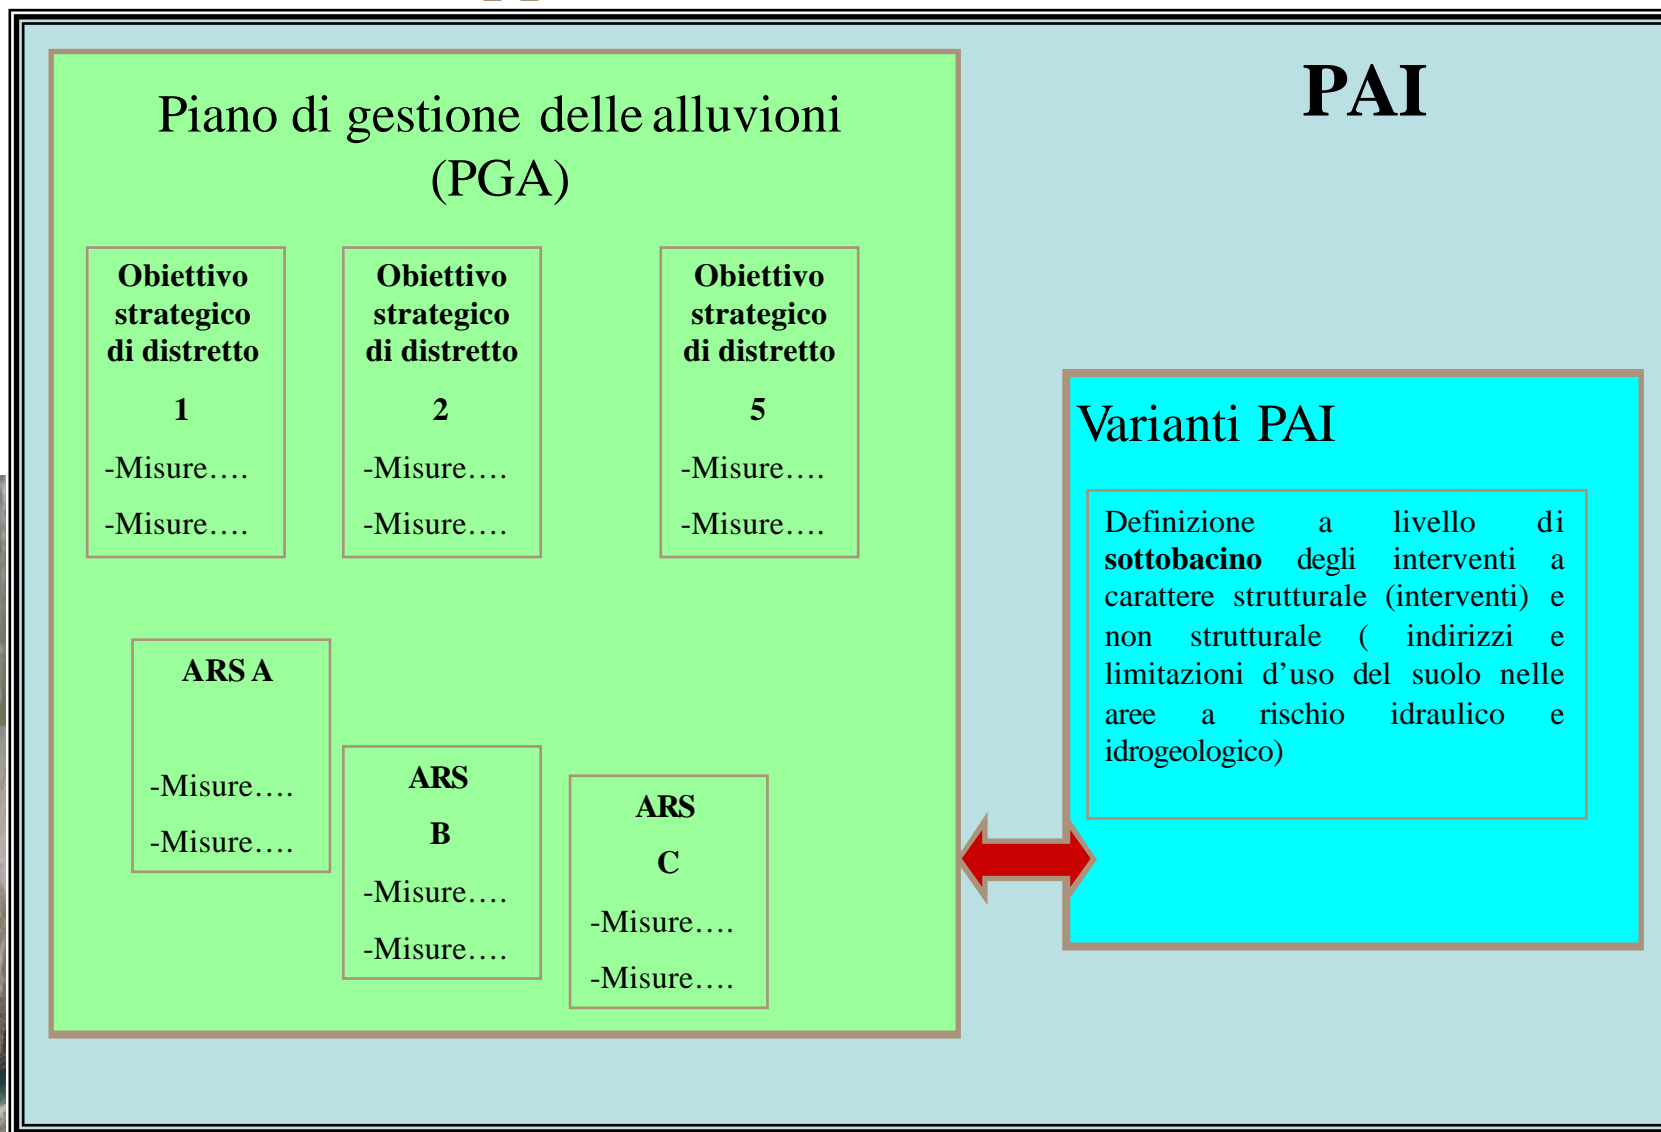 PAI
Piano di gestione delle alluvioni
(PGA)
Obiettivo
strategico
di distretto
1
-Misure….
-Misure….
Obiettivo
strategico
di distretto
2
-Misure….
-Misure….
Obiettivo
strategico
di distretto
5
-Misure….
-Misure….
ARS A
-Misure….
-Misure….
ARS
B
-Misure….
-Misure….
ARS
C
-Misure….
-Misure….
Varianti PAI
Definizione a livello di
sottobacino degli interventi a
carattere strutturale (interventi) e
non strutturale ( indirizzi e
limitazioni d’uso del suolo nelle
aree a rischio idraulico e
idrogeologico)